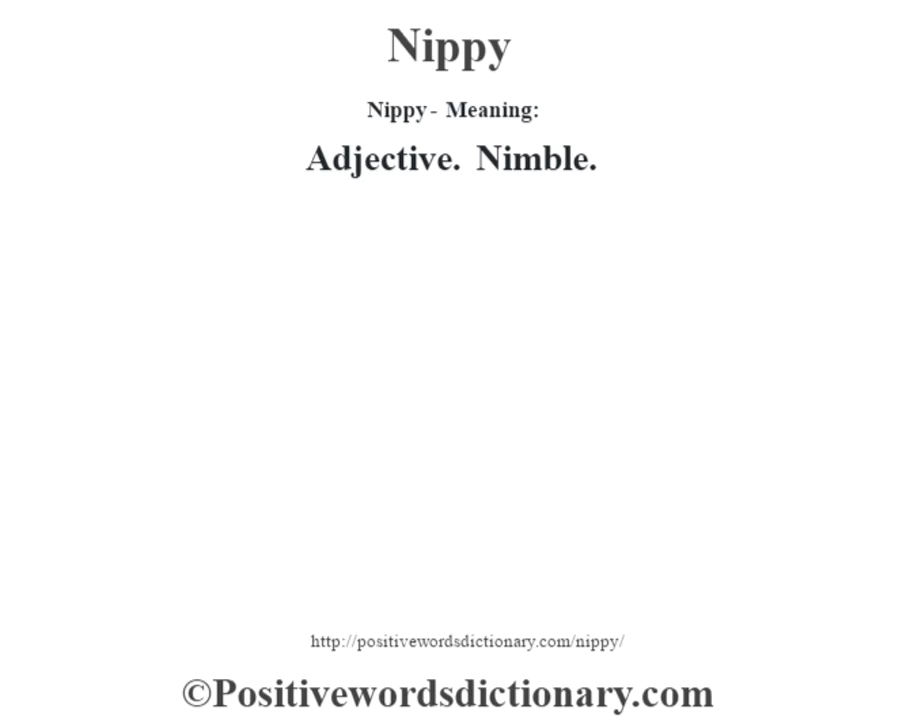 Nippy
Nippy - Meaning:
Adjective. Nimble.
http://positivewordsdictionary.com/nippy/
©Positivewordsdictionary.com